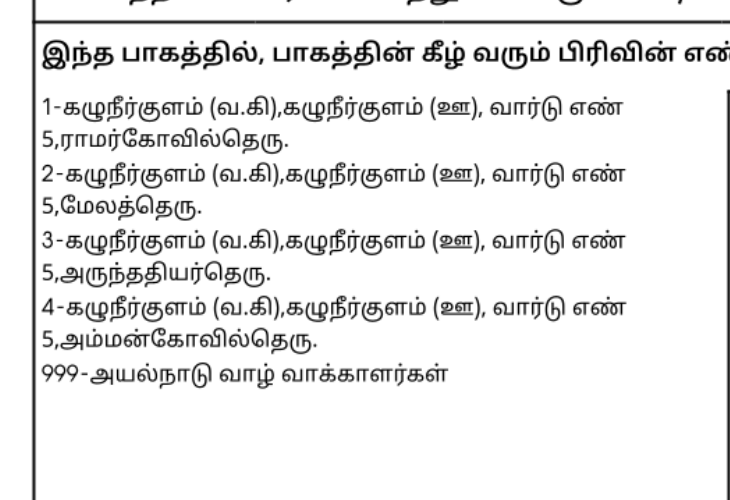 இந்த பாகத்தில், பாகத்தின் கீழ் வரும் பிரிவின்
1-கழுநீர்குளம் (வ.கி),கழுநீர்குளம் (ஊ), வார்டு எண்
5,ராமர்கோவில்தெரு.
2-கழுநீர்குளம் (வ.கி),கழுநீர்குளம் (ஊ), வார்டு எண்
5,மேலத்தெரு.
3-கழுநீர்குளம் (வ.கி),கழுநீர்குளம் (ஊ), வார்டு எண்
5,அருந்ததியர்தெரு.
4-கழுநீர்குளம் (வ.கி),கழுநீர்குளம் (ஊ), வார்டு எண்
5,அம்மன்கோவில்தெரு.
999-அயல்நாடு வாழ் வாக்காளர்கள்